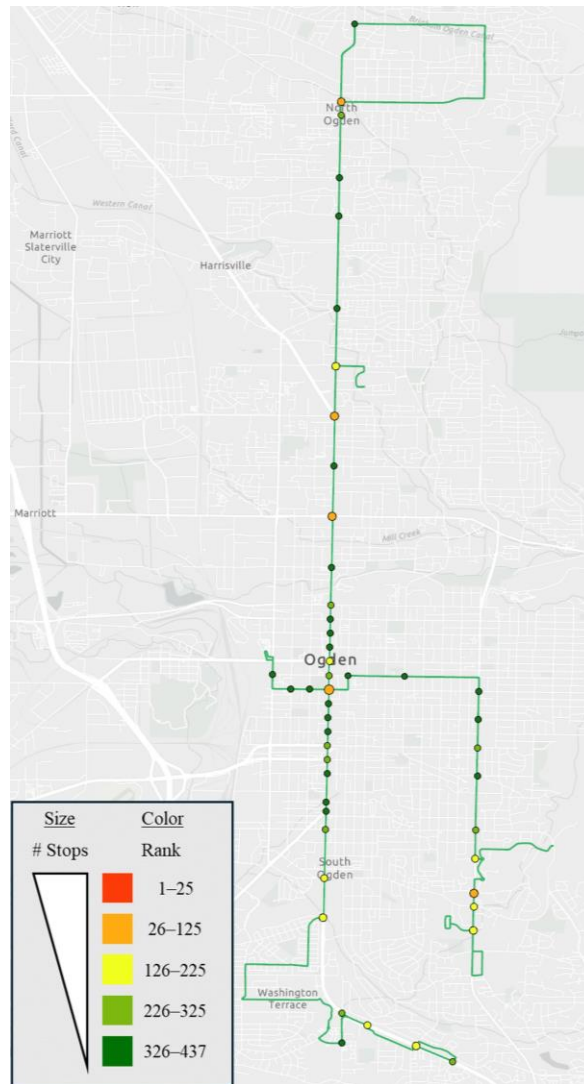 Brigham Ogden Canal
North
Ogden
Western Canal
Marriott
Slaterville
City
Harrisville
Marriott
Mill Creek
Ogden
South
Ogden
Washington
Terrace
Size Color
# Stops Rank
1–25
26–125
126–225
226–325
326–437